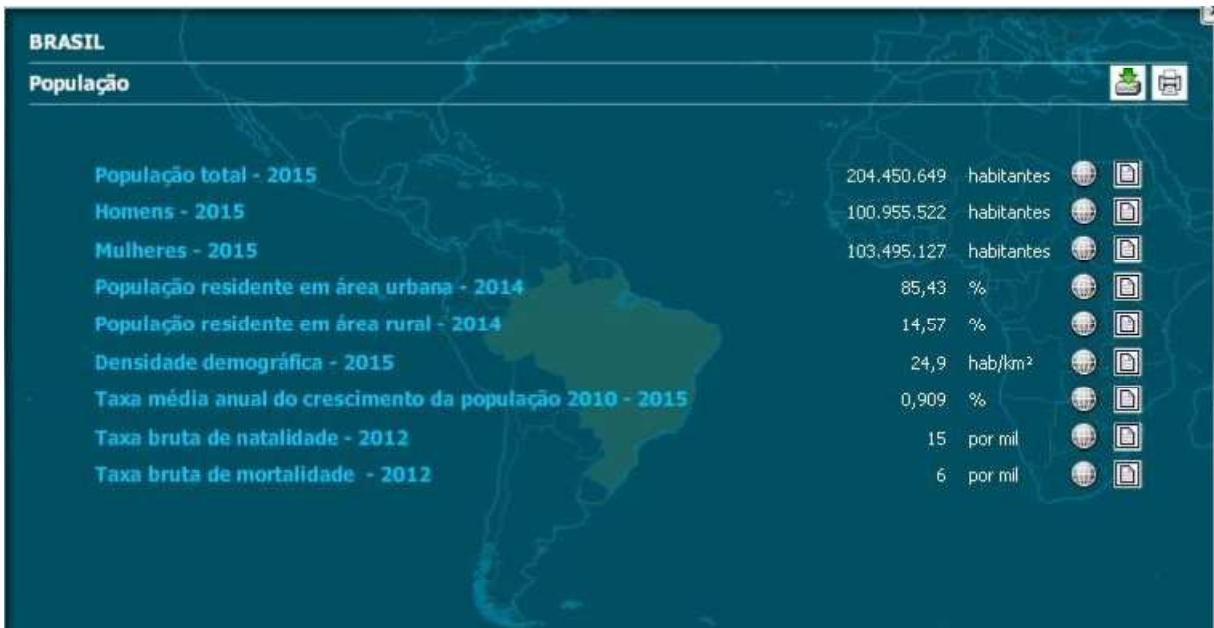 BRASIL
População
População total - 2015 204.450.649 habitantes
Homens - 2015 100.955.522 habitantes
Mulheres - 2015 103.495.127 habitantes
População residente em área urbana - 2014 85,43 %
População residente em área rural - 2014 14,57 %
Densidade demográfica - 2015 24,9 hab/km²
Taxa média anual do crescimento da população 2010 - 2015 0,909 %
Taxa bruta de natalidade - 2012 15 por mil
Taxa bruta de mortalidade - 2012 6 por mil